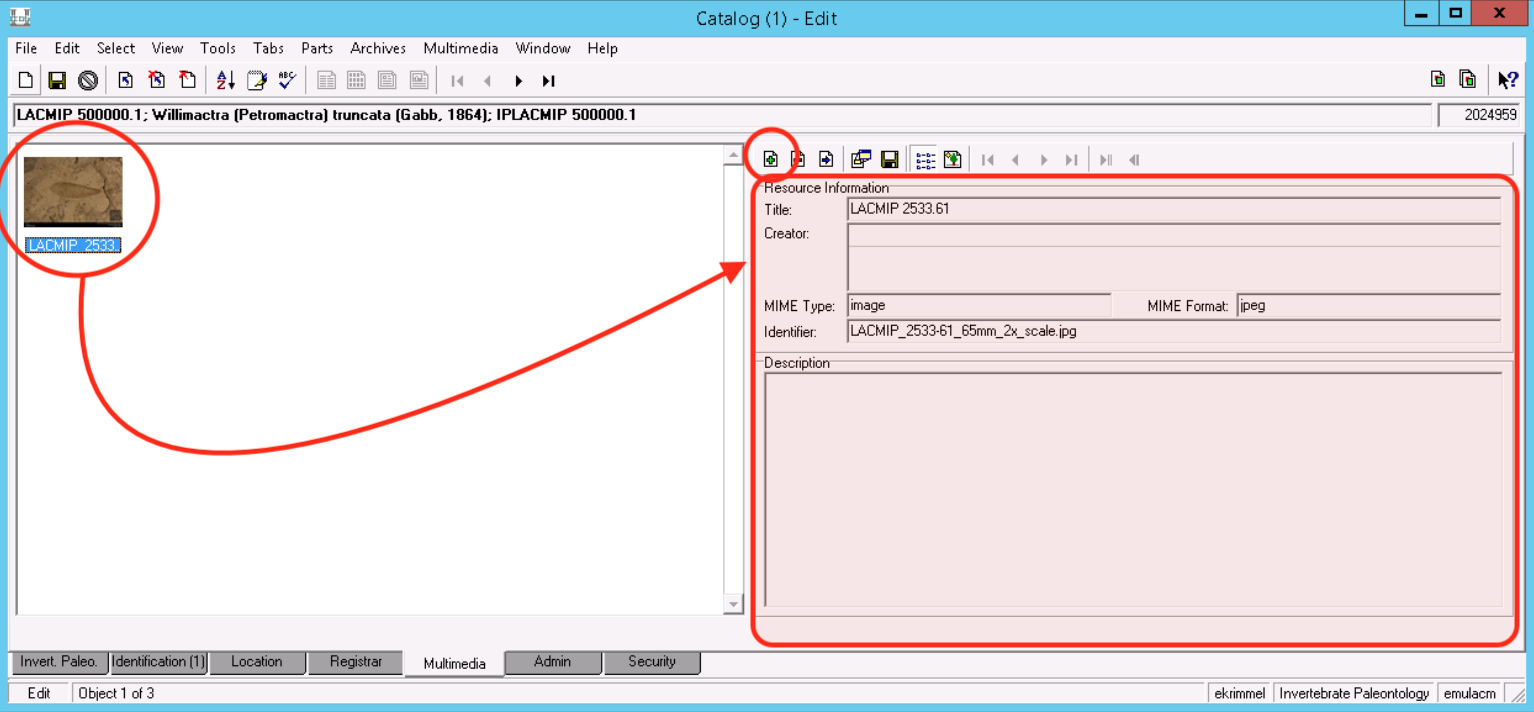 Catalog (1) - Edit
File Edit Select View Tools Tabs Parts Archives Multimedia Window Help
LACMIP 500000.1; Willimactra (Petromactra) truncata (Gabb, 1864); IPLACMIP 500000.1
2024959
LACMIP_2533
Resource Information
Title: LACMIP 2533.61
Creator:
MIME Type: image MIME Format: jpeg
Identifier: LACMIP_2533-61_65mm_2x_scale.jpg
Description
Invert. Paleo. Identification (1) Location Registrar Multimedia Admin Security
Edit Object 1 of 3 ekrimmel Invertebrate Paleontology emulacm